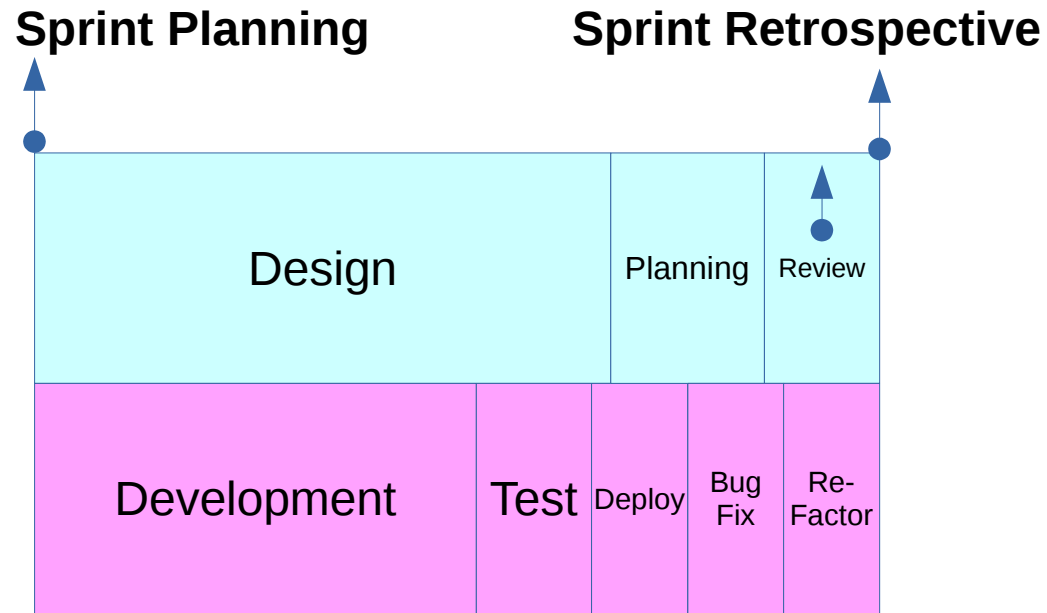 Sprint Planning
Sprint Retrospective
Design
Planning
Review
Development
Test
Deploy
Bug
Fix
Re-
Factor